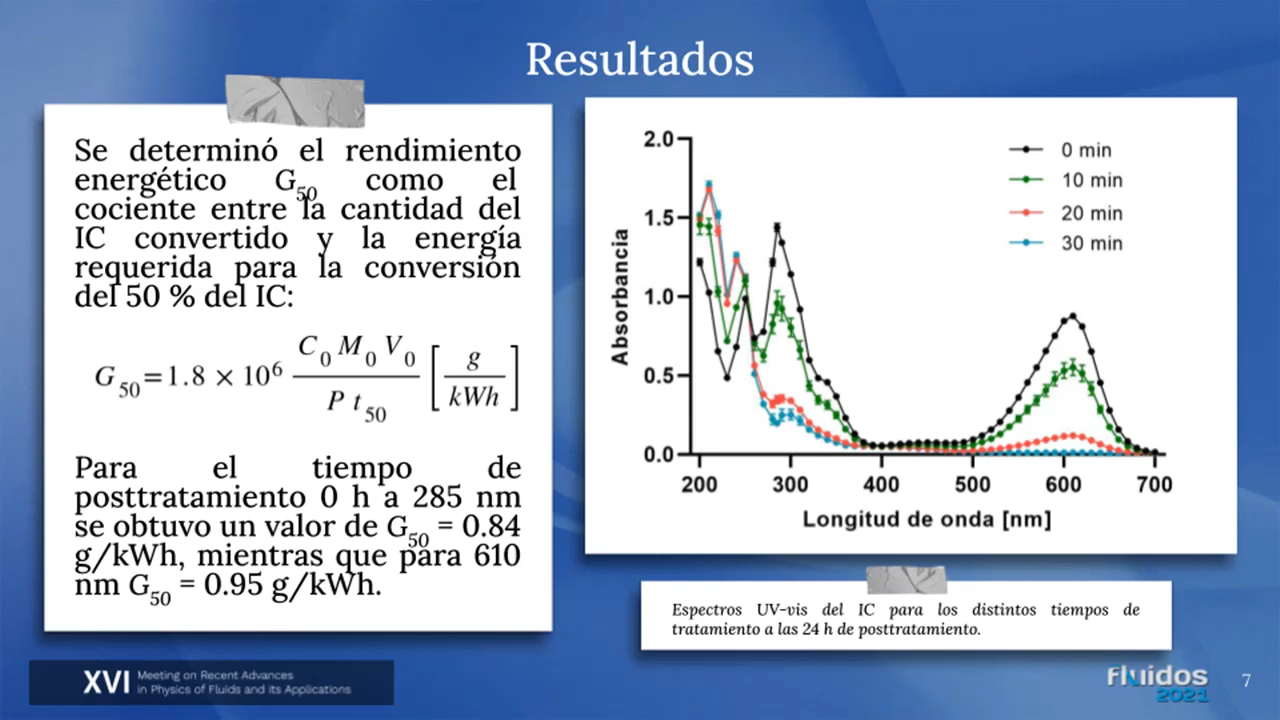 Resultados
Se determinó el rendimiento
energético G50 como el
cociente entre la cantidad del
IC convertido y la energía
requerida para la conversión
del 50 % del IC:
G50 = 1.8 × 10⁶ C0 M0 V0 / P t50 [g / kWh]
Para el tiempo de
posttratamiento 0 h a 285 nm
se obtuvo un valor de G50 = 0.84
g/kWh, mientras que para 610
nm G50 = 0.95 g/kWh.
Absorbancia
2.0
1.5
1.0
0.5
0.0
200 300 400 500 600 700
Longitud de onda [nm]
0 min
10 min
20 min
30 min
Espectros UV-vis del IC para los distintos tiempos de
tratamiento a las 24 h de posttratamiento.
XVI Meeting on Recent Advances
in Physics of Fluids and its Applications
Fluidos
2021
7